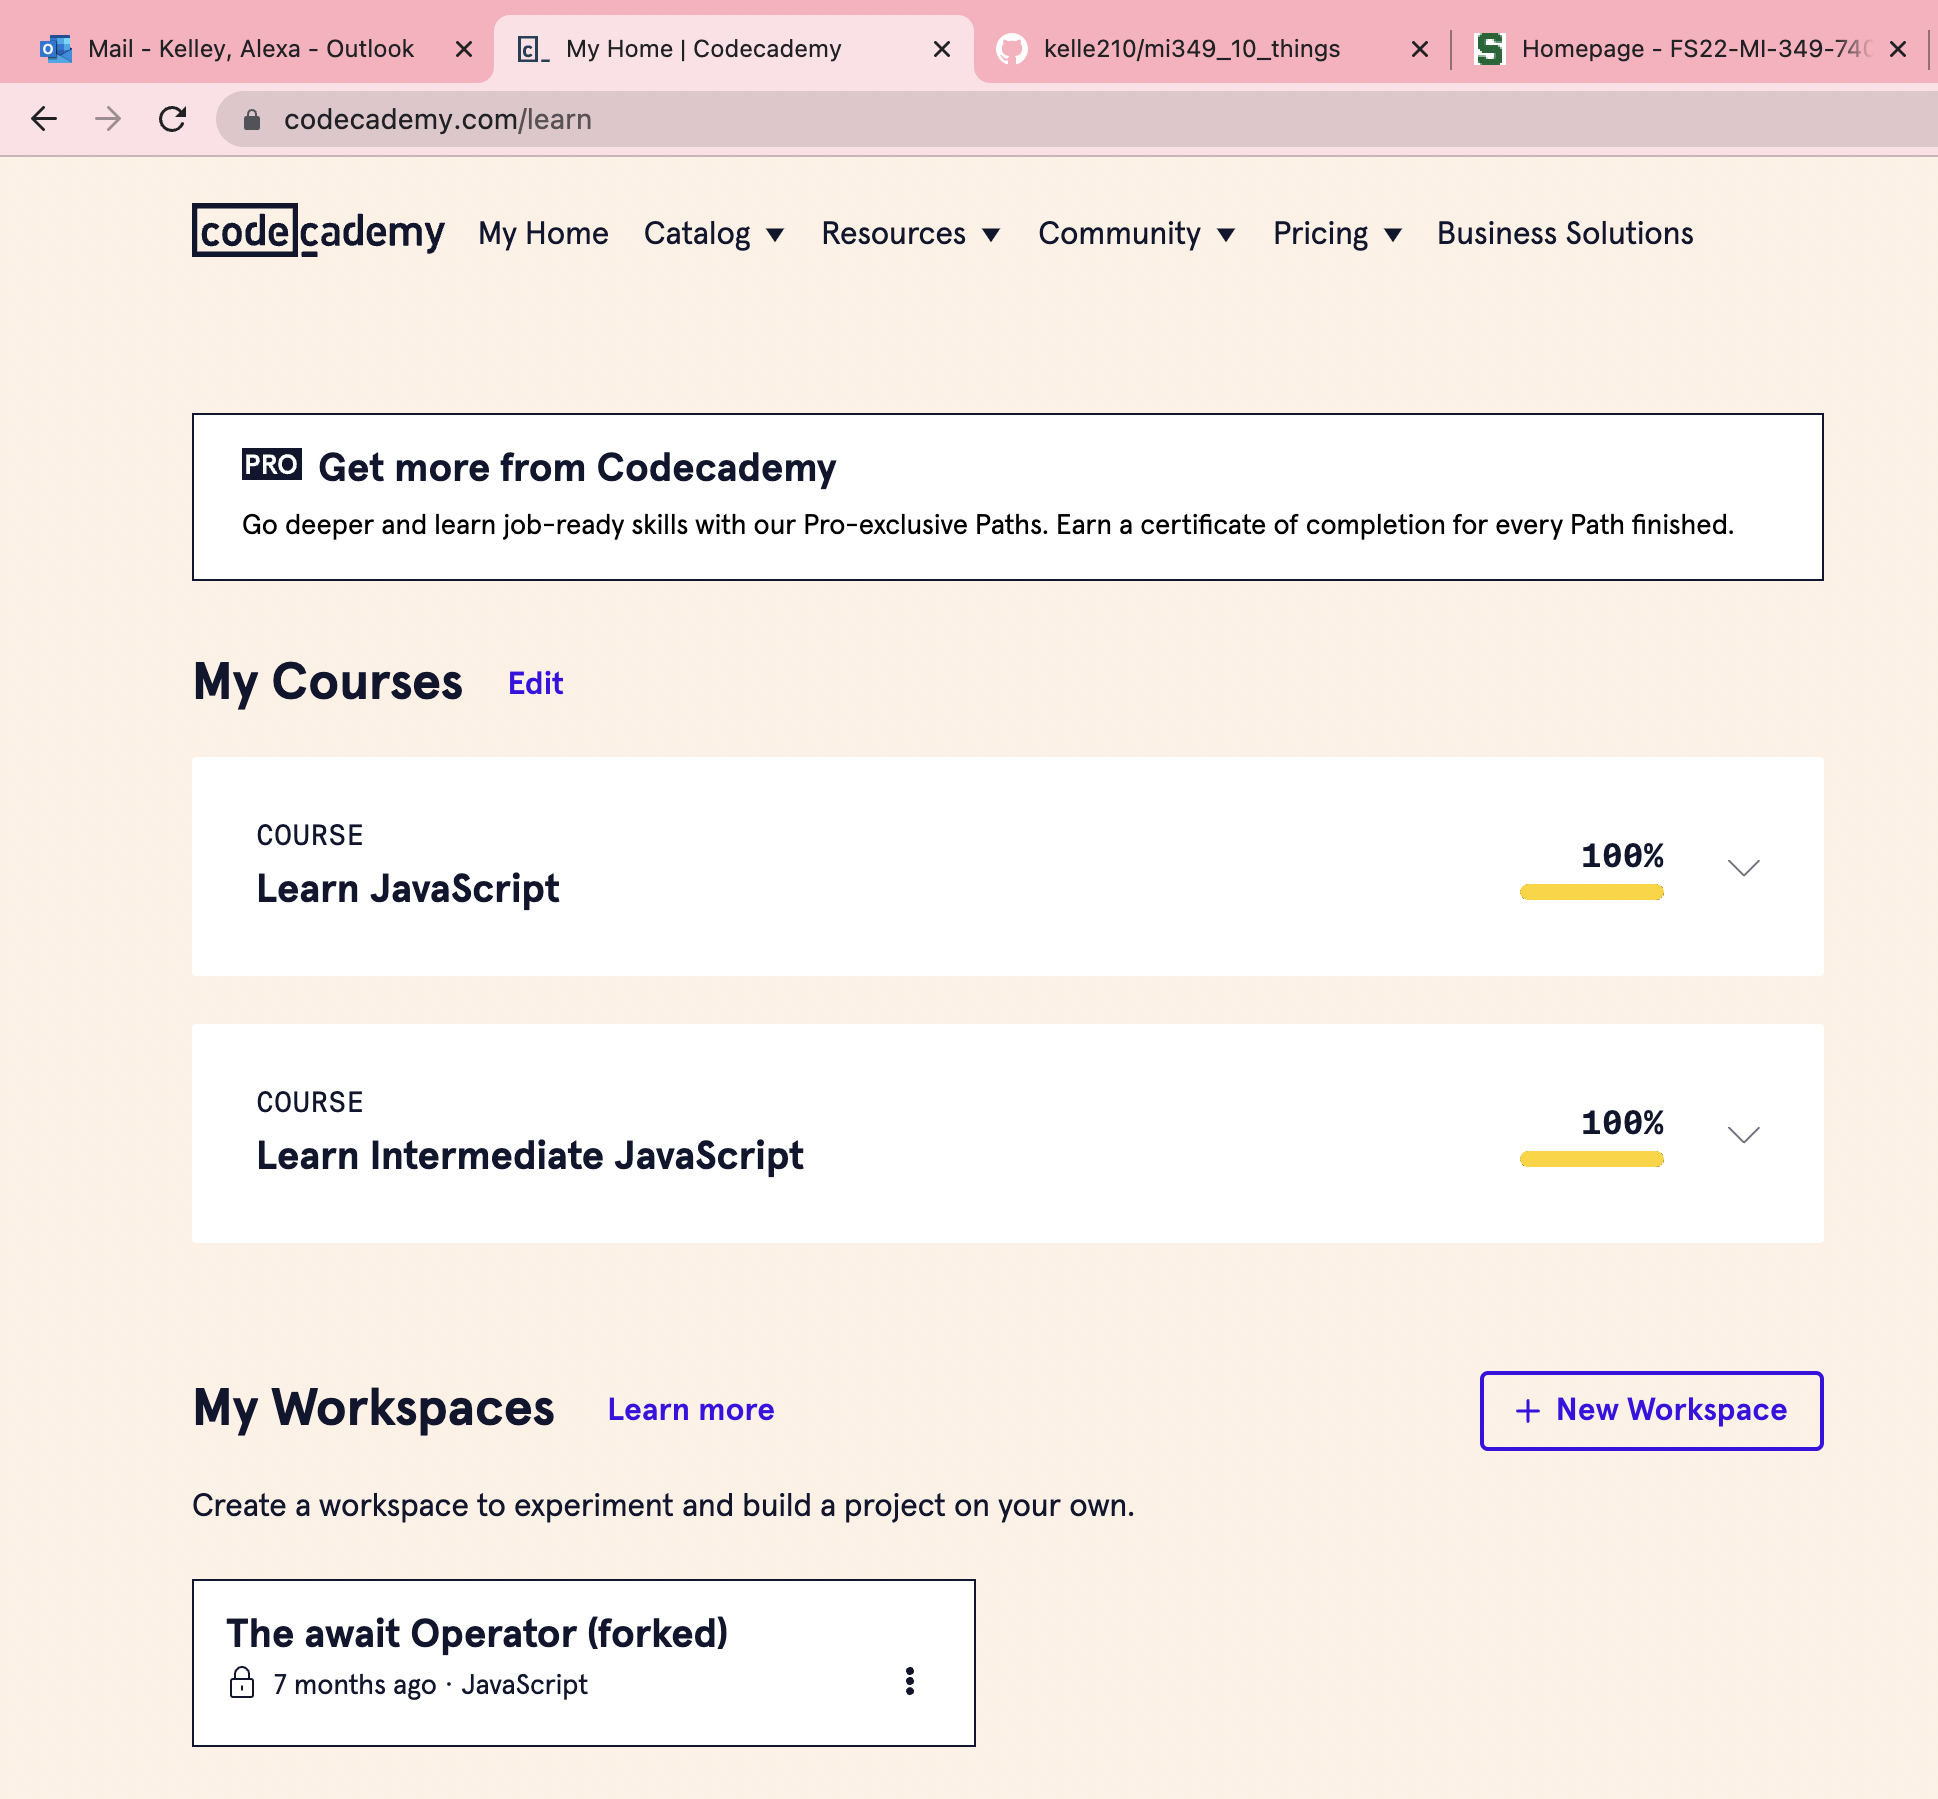 Mail - Kelley, Alexa - Outlook
My Home | Codecademy
kelle210/mi349_10_things
Homepage - FS22-MI-349-740
codecademy.com/learn
codecademy My Home Catalog Resources Community Pricing Business Solutions
PRO Get more from Codecademy
Go deeper and learn job-ready skills with our Pro-exclusive Paths. Earn a certificate of completion for every Path finished.
My Courses Edit
COURSE
Learn JavaScript
100%
COURSE
Learn Intermediate JavaScript
100%
My Workspaces Learn more
+ New Workspace
Create a workspace to experiment and build a project on your own.
The await Operator (forked)
7 months ago · JavaScript